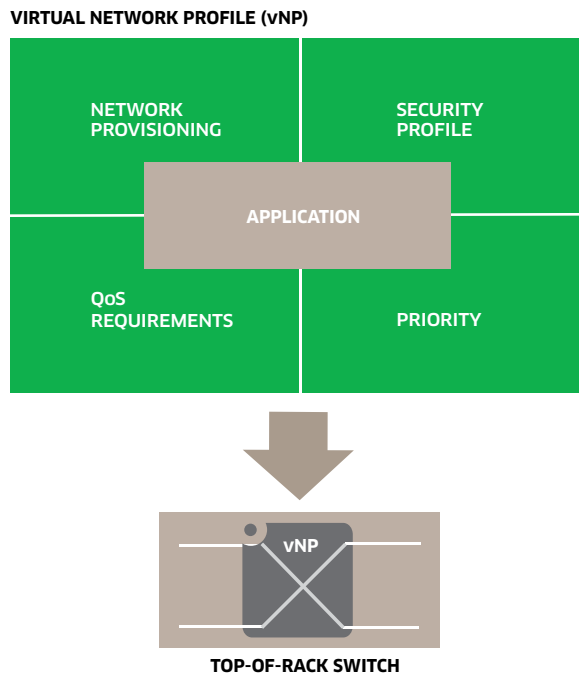 VIRTUAL NETWORK PROFILE (vNP)
NETWORK
PROVISIONING
SECURITY
PROFILE
APPLICATION
QoS
REQUIREMENTS
PRIORITY
vNP
TOP-OF-RACK SWITCH